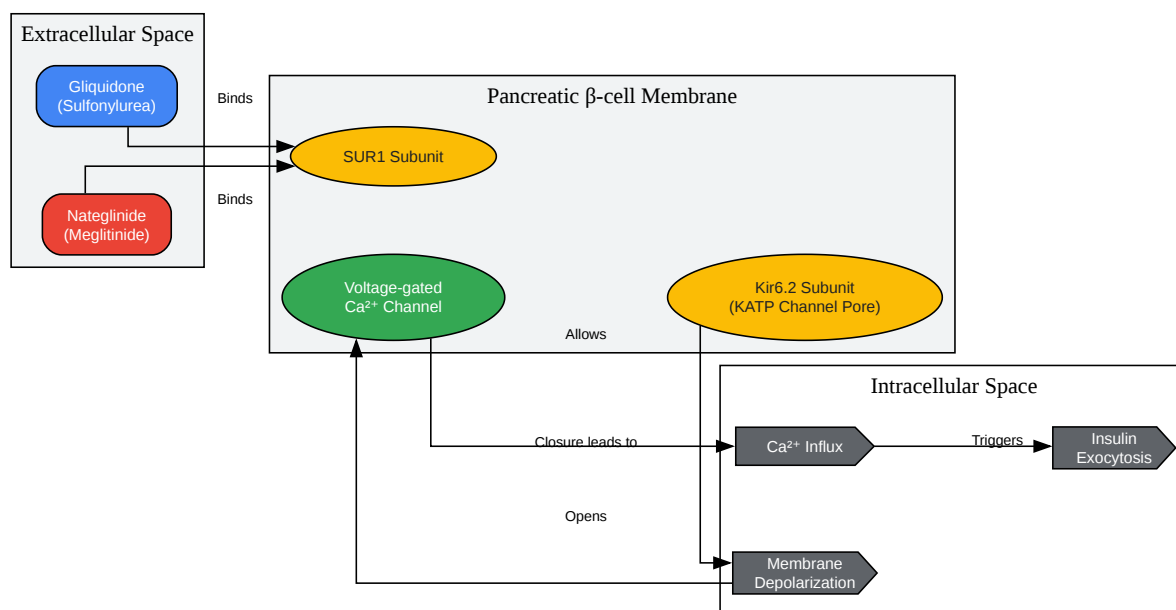 Extracellular Space
Gliquidone
(Sulfonylurea)
Nateglinide
(Meglitinide)
Binds
Binds
Pancreatic β-cell Membrane
SUR1 Subunit
Voltage-gated
Ca²⁺ Channel
Kir6.2 Subunit
(KATP Channel Pore)
Allows
Intracellular Space
Closure leads to
Ca²⁺ Influx
Triggers
Insulin
Exocytosis
Opens
Membrane
Depolarization